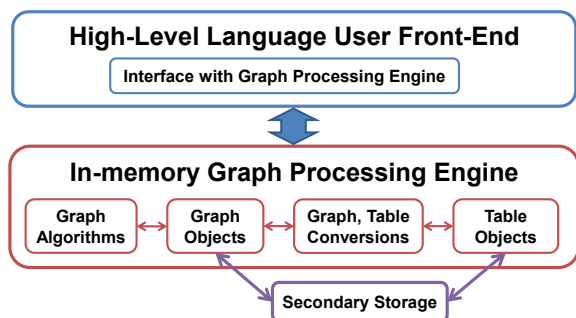 High-Level Language User Front-End
Interface with Graph Processing Engine
In-memory Graph Processing Engine
Graph
Algorithms
Graph
Objects
Graph, Table
Conversions
Table
Objects
Secondary Storage